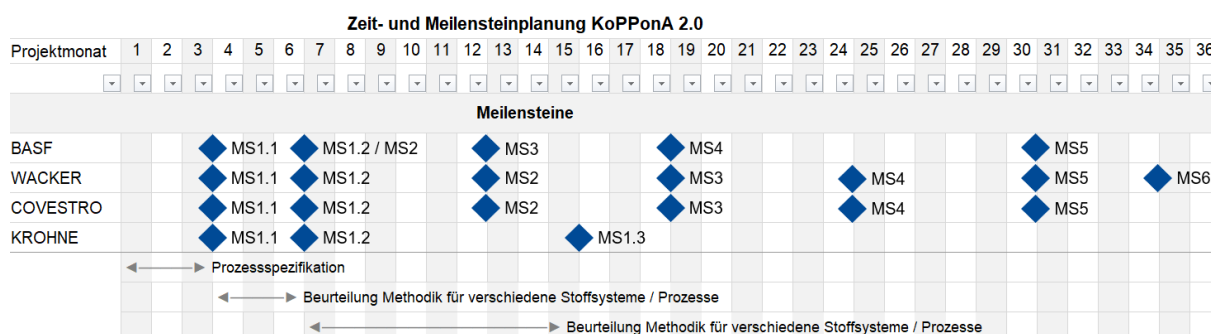 Zeit- und Meilensteinplanung KoPPonA 2.0
Projektmonat 1 2 3 4 5 6 7 8 9 10 11 12 13 14 15 16 17 18 19 20 21 22 23 24 25 26 27 28 29 30 31 32 33 34 35 36
Meilensteine
BASF MS1.1 MS1.2 / MS2 MS3 MS4 MS5
WACKER MS1.1 MS1.2 MS2 MS3 MS4 MS5 MS6
COVESTRO MS1.1 MS1.2 MS2 MS3 MS4 MS5
KROHNE MS1.1 MS1.2 MS1.3
Prozessspezifikation
Beurteilung Methodik für verschiedene Stoffsysteme / Prozesse
Beurteilung Methodik für verschiedene Stoffsysteme / Prozesse